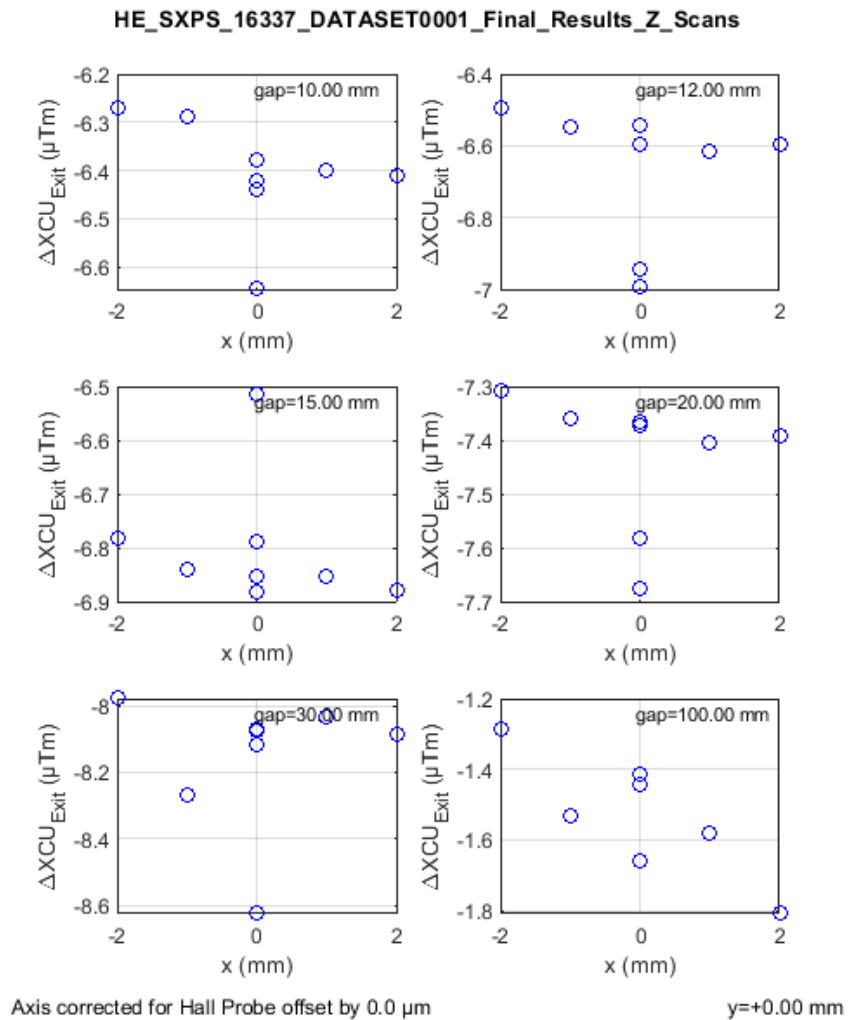 HE_SXPS_16337_DATASET0001_Final_Results_Z_Scans
-6.2
-6.3
-6.4
-6.5
-6.6
ΔXCU_Exit (µTm)
gap=10.00 mm
-2
0
2
x (mm)
-6.4
-6.6
-6.8
-7
ΔXCU_Exit (µTm)
gap=12.00 mm
-2
0
2
x (mm)
-6.5
-6.6
-6.7
-6.8
-6.9
ΔXCU_Exit (µTm)
gap=15.00 mm
-2
0
2
x (mm)
-7.3
-7.4
-7.5
-7.6
-7.7
ΔXCU_Exit (µTm)
gap=20.00 mm
-2
0
2
x (mm)
-8
-8.2
-8.4
-8.6
ΔXCU_Exit (µTm)
gap=30.00 mm
-2
0
2
x (mm)
-1.2
-1.4
-1.6
-1.8
ΔXCU_Exit (µTm)
gap=100.00 mm
-2
0
2
x (mm)
Axis corrected for Hall Probe offset by 0.0 µm
y=+0.00 mm